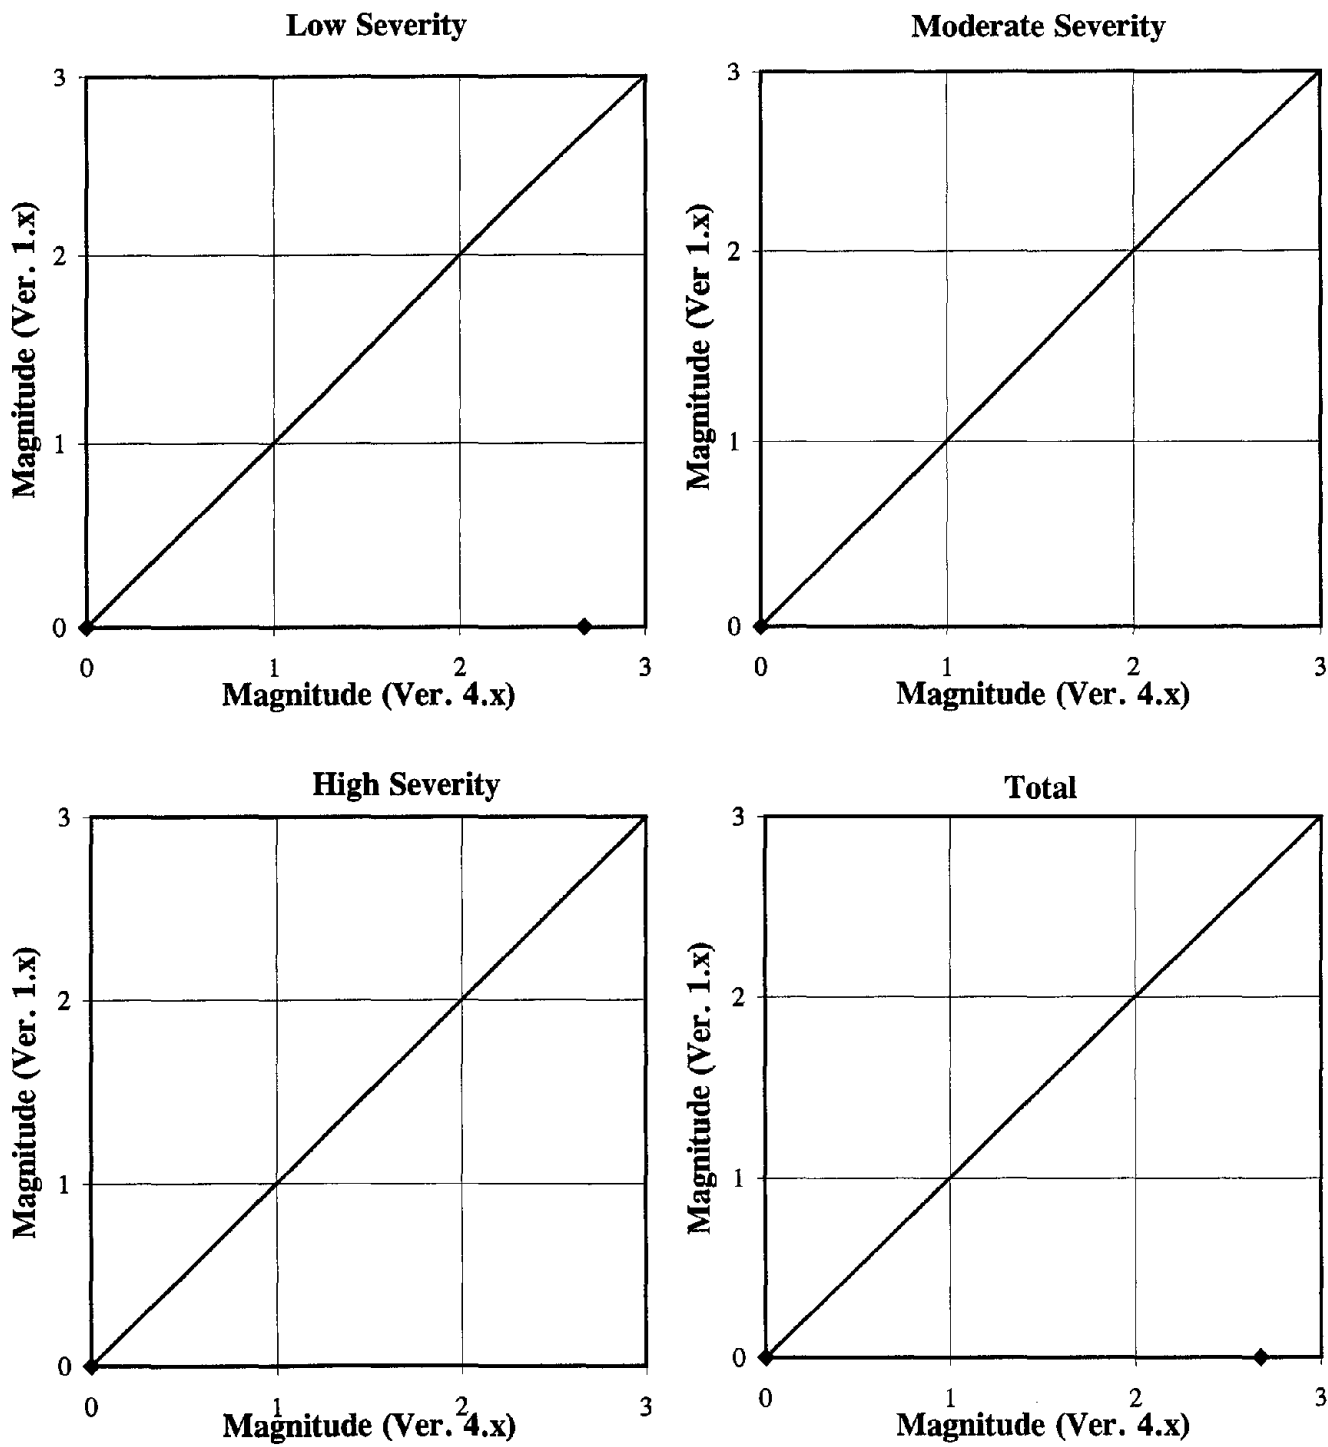 Low Severity
3
2
1
0
Magnitude (Ver. 1.x)
0 1 2 3
Magnitude (Ver. 4.x)
Moderate Severity
3
2
1
0
Magnitude (Ver 1.x)
0 1 2 3
Magnitude (Ver. 4.x)
High Severity
3
2
1
0
Magnitude (Ver. 1.x)
0 1 2 3
Magnitude (Ver. 4.x)
Total
3
2
1
0
Magnitude (Ver. 1.x)
0 1 2 3
Magnitude (Ver. 4.x)